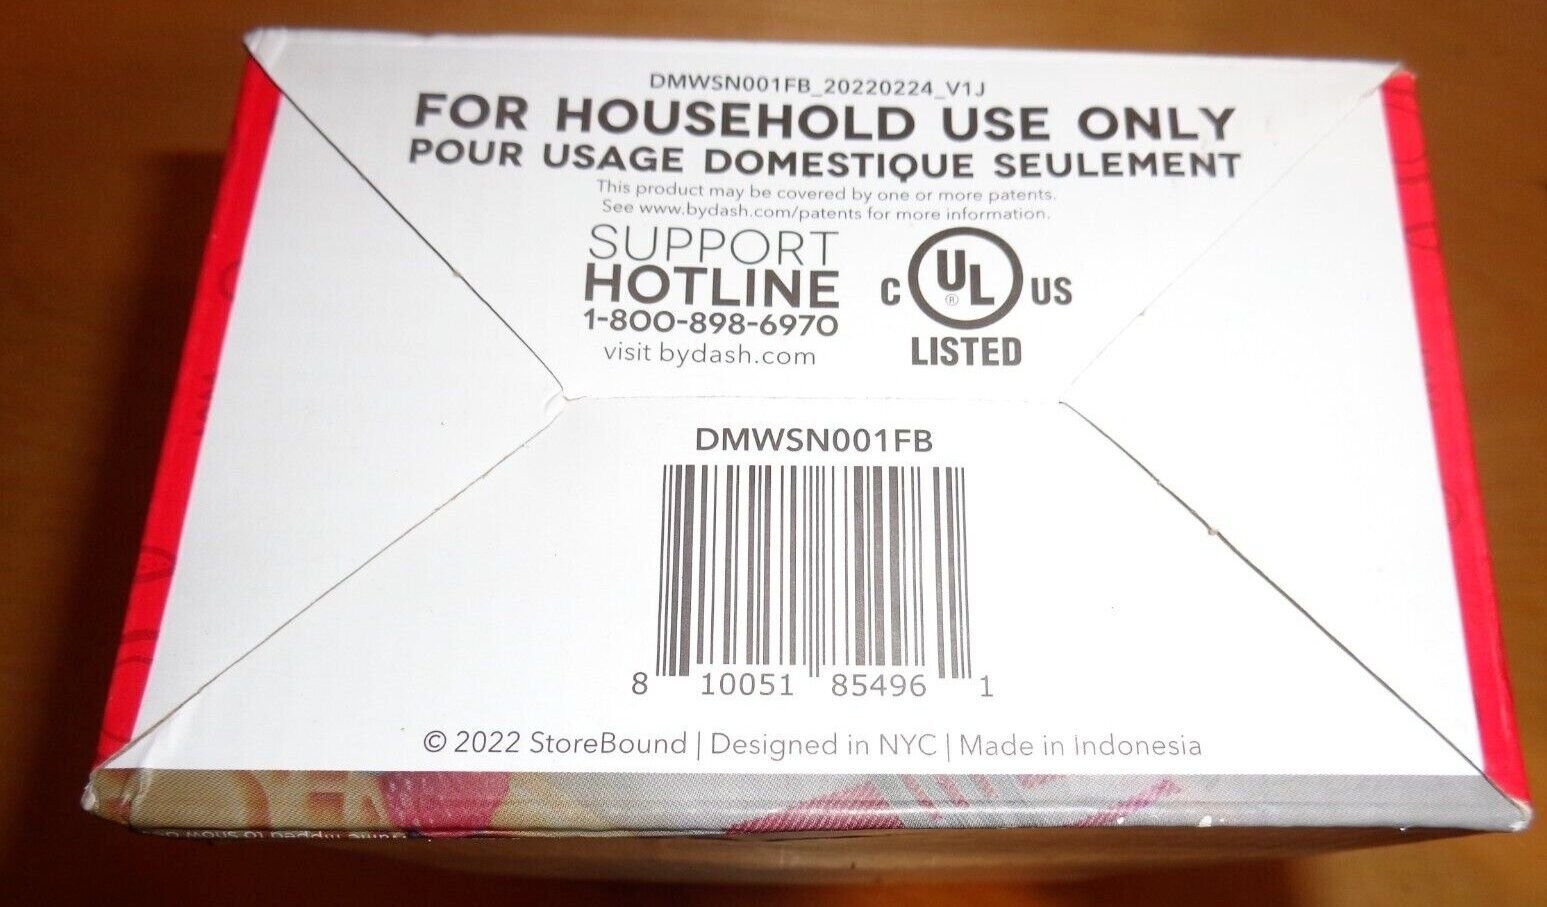 DMWSN001FB_20220224_V1J
FOR HOUSEHOLD USE ONLY
POUR USAGE DOMESTIQUE SEULEMENT
This product may be covered by one or more patents.
See www.bydash.com/patents for more information.
SUPPORT
HOTLINE
1-800-898-6970
visit bydash.com
C UL ® US
LISTED
DMWSN001FB
8 10051 85496 1
© 2022 StoreBound | Designed in NYC | Made in Indonesia